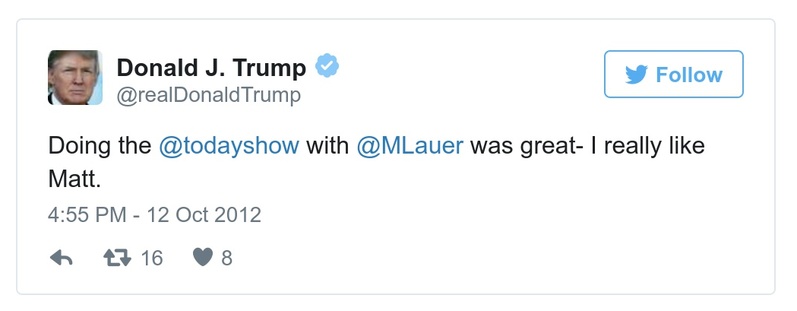 Donald J. Trump
@realDonaldTrump
Follow
Doing the @todayshow with @MLauer was great- I really like
Matt.
4:55 PM - 12 Oct 2012
16
8